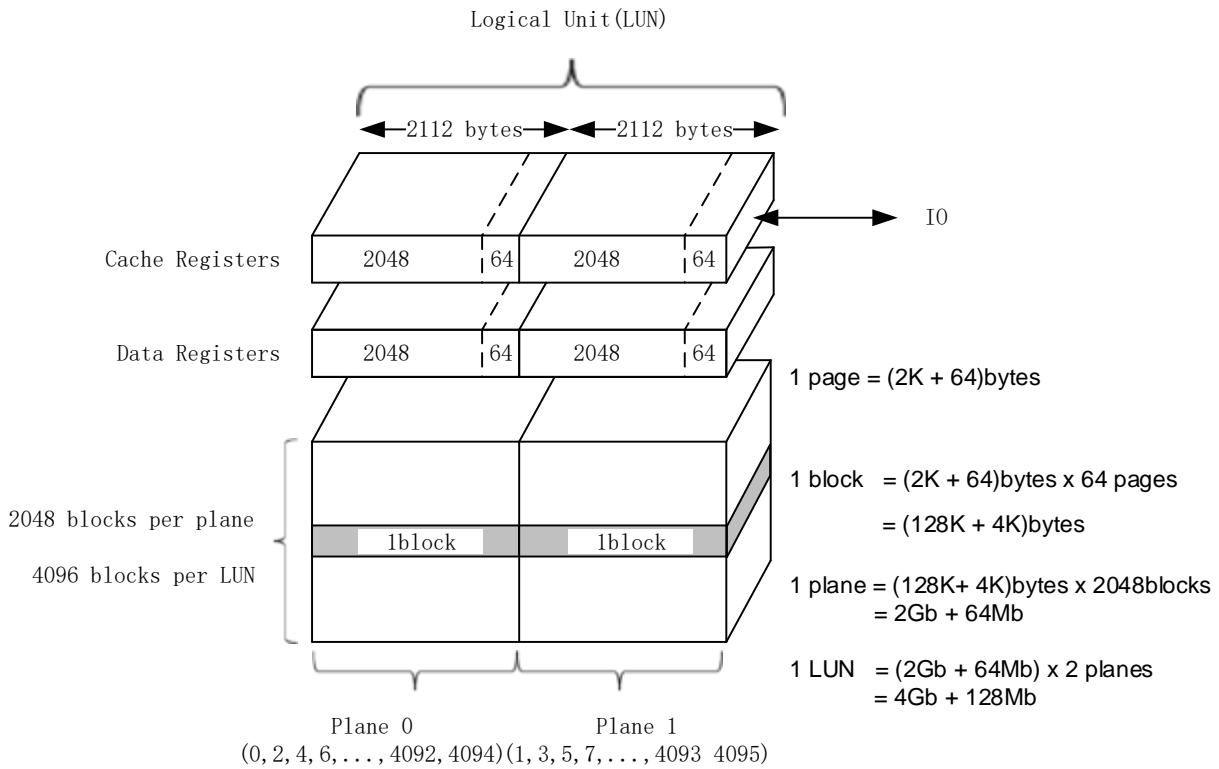 Logical Unit(LUN)
2112 bytes
2112 bytes
IO
Cache Registers
2048
64
2048
64
Data Registers
2048
64
2048
64
1 page = (2K + 64)bytes
1 block = (2K + 64)bytes x 64 pages
= (128K + 4K)bytes
2048 blocks per plane
4096 blocks per LUN
1block
1block
1 plane = (128K+ 4K)bytes x 2048blocks
= 2Gb + 64Mb
1 LUN = (2Gb + 64Mb) x 2 planes
= 4Gb + 128Mb
Plane 0
(0,2,4,6,...,4092,4094)
Plane 1
(1,3,5,7,...,4093 4095)